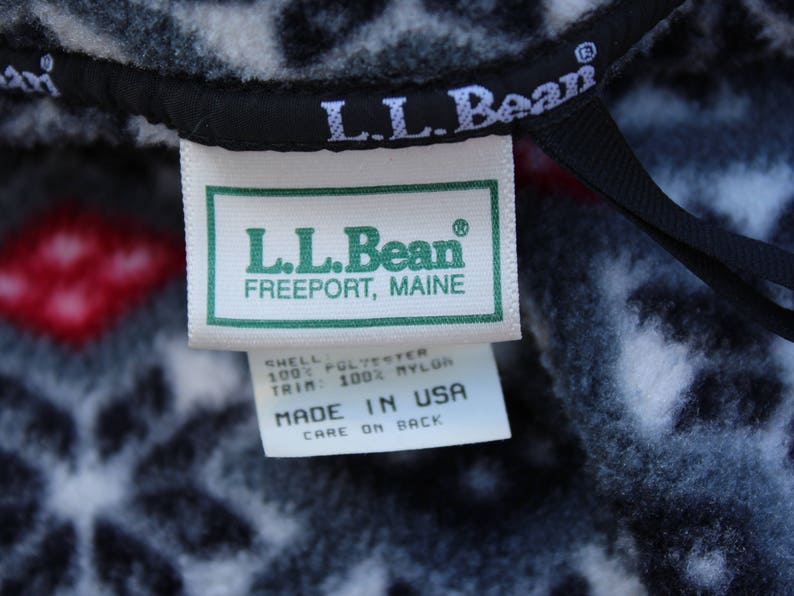 L.L.Bean®
L.L.Bean®
FREEPORT, MAINE
SHELL:
100% POLYESTER
TRIM: 100% NYLON
MADE IN USA
CARE ON BACK